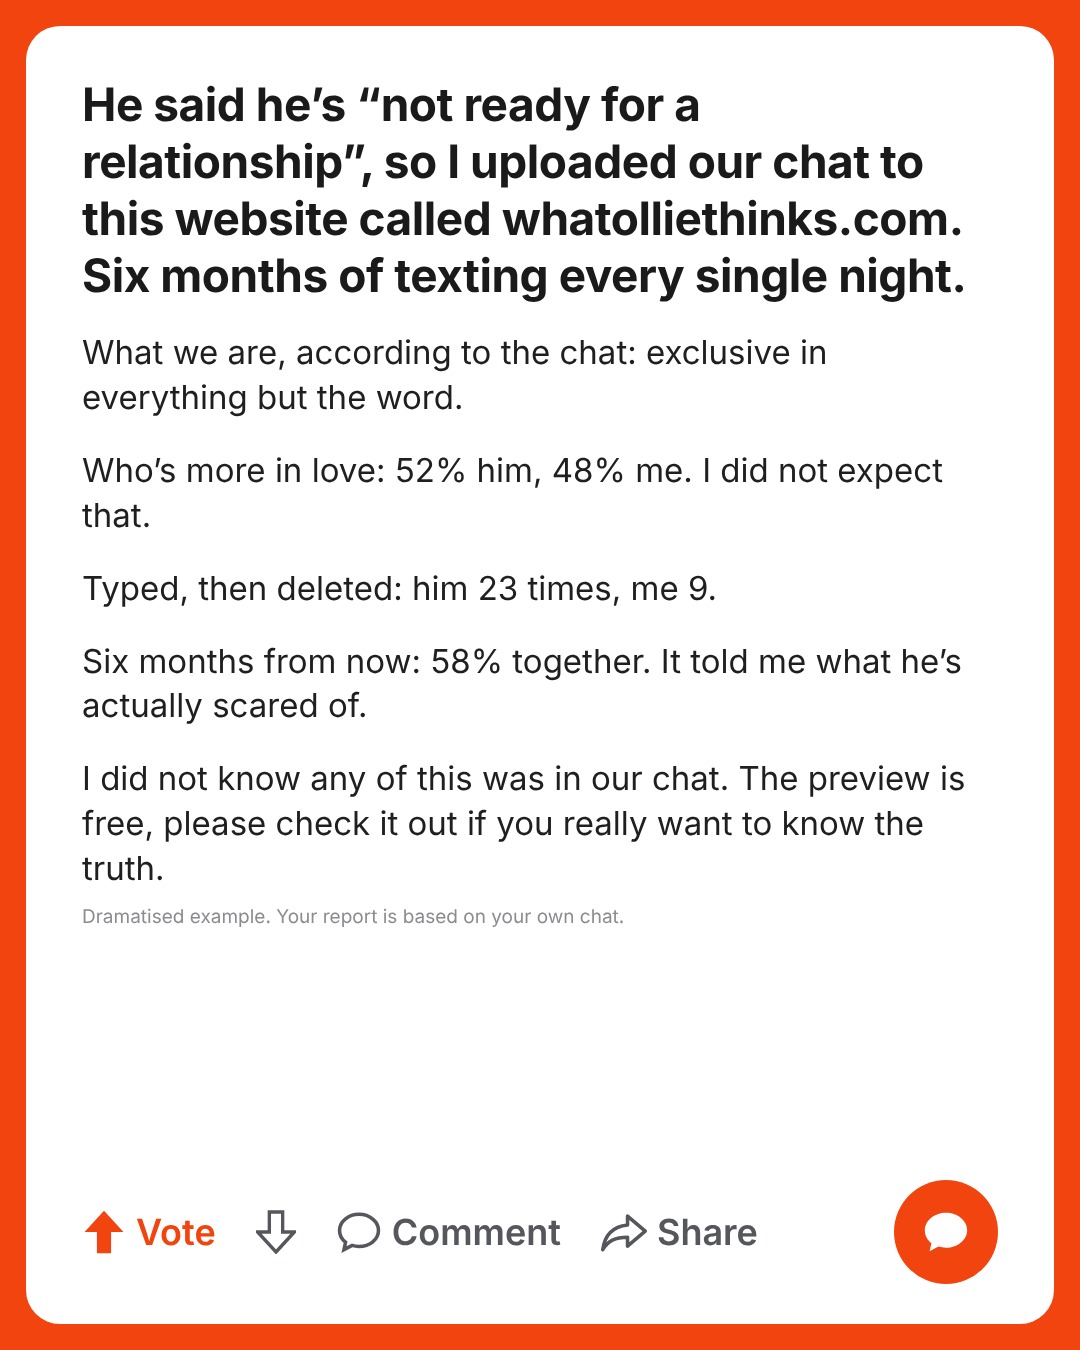 He said he’s “not ready for a
relationship”, so I uploaded our chat to
this website called whatolliethinks.com.
Six months of texting every single night.
What we are, according to the chat: exclusive in
everything but the word.
Who’s more in love: 52% him, 48% me. I did not expect
that.
Typed, then deleted: him 23 times, me 9.
Six months from now: 58% together. It told me what he’s
actually scared of.
I did not know any of this was in our chat. The preview is
free, please check it out if you really want to know the
truth.
Dramatised example. Your report is based on your own chat.
Vote Comment Share